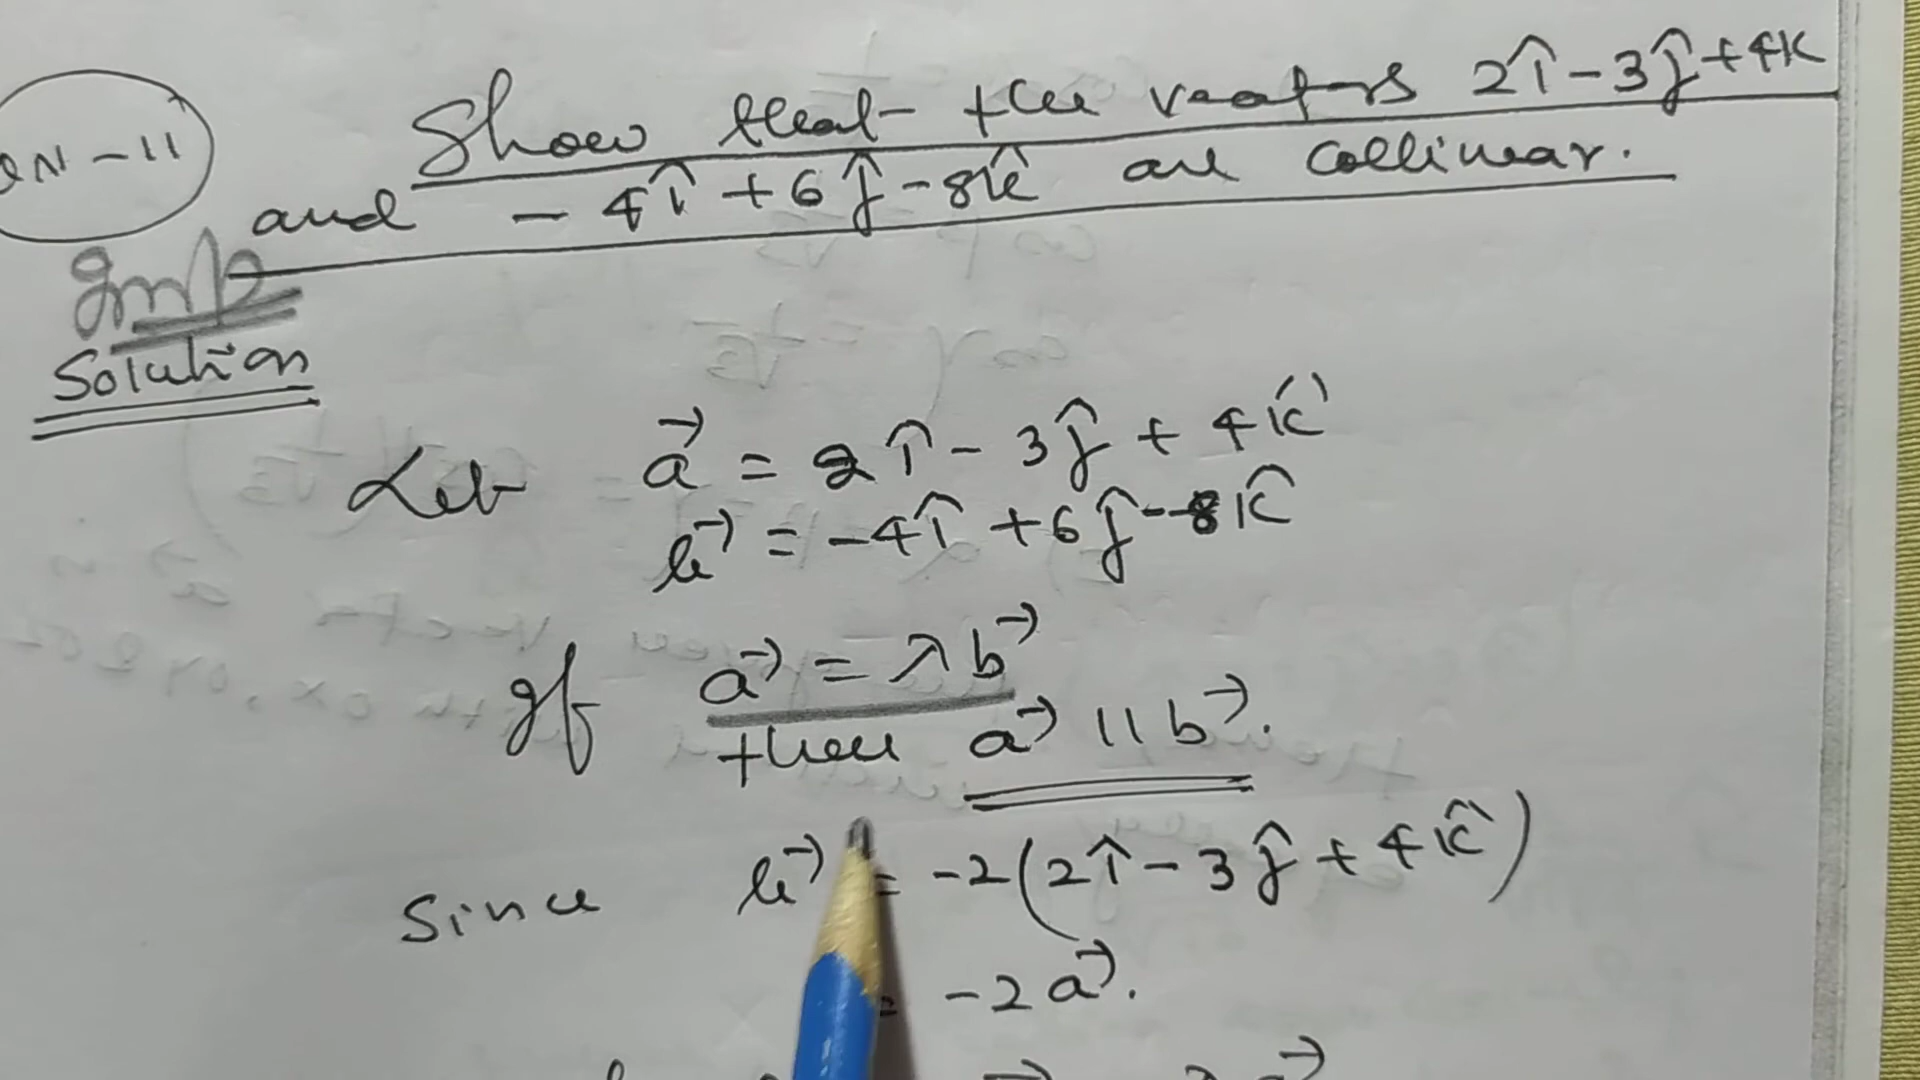 QN-11
Show that the vectors 2î - 3ĵ + 4k
and - 4î + 6ĵ - 8k̂ are collinear.
Imp
Solution
Let a⃗ = 2î - 3ĵ + 4k̂
b⃗ = -4î + 6ĵ - 8k̂
If a⃗ = λb⃗
then a⃗ || b⃗.
Since b⃗ = -2(2î - 3ĵ + 4k̂)
= -2a⃗.